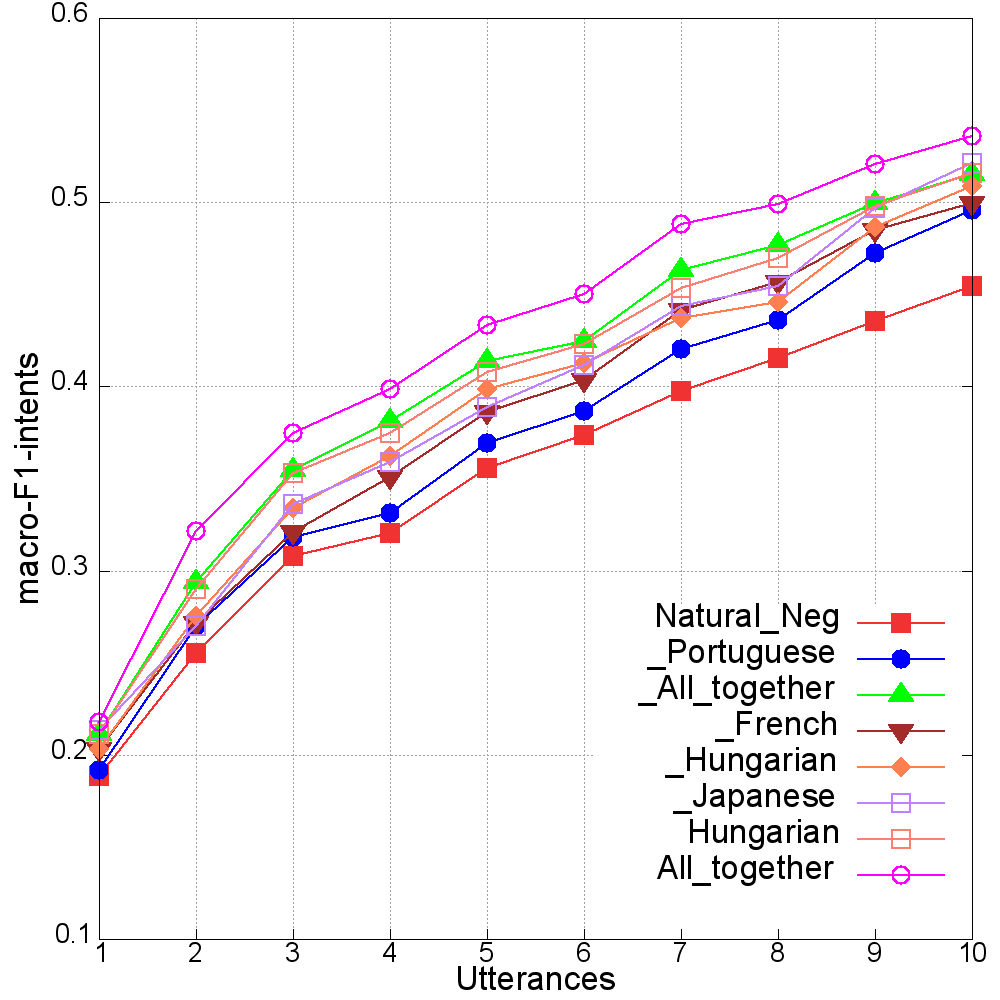 0.6
0.5
0.4
0.3
0.2
0.1
macro-F1-intents
Natural_Neg
_Portuguese
_All_together
_French
_Hungarian
_Japanese
Hungarian
All_together
1 2 3 4 5 6 7 8 9 10
Utterances